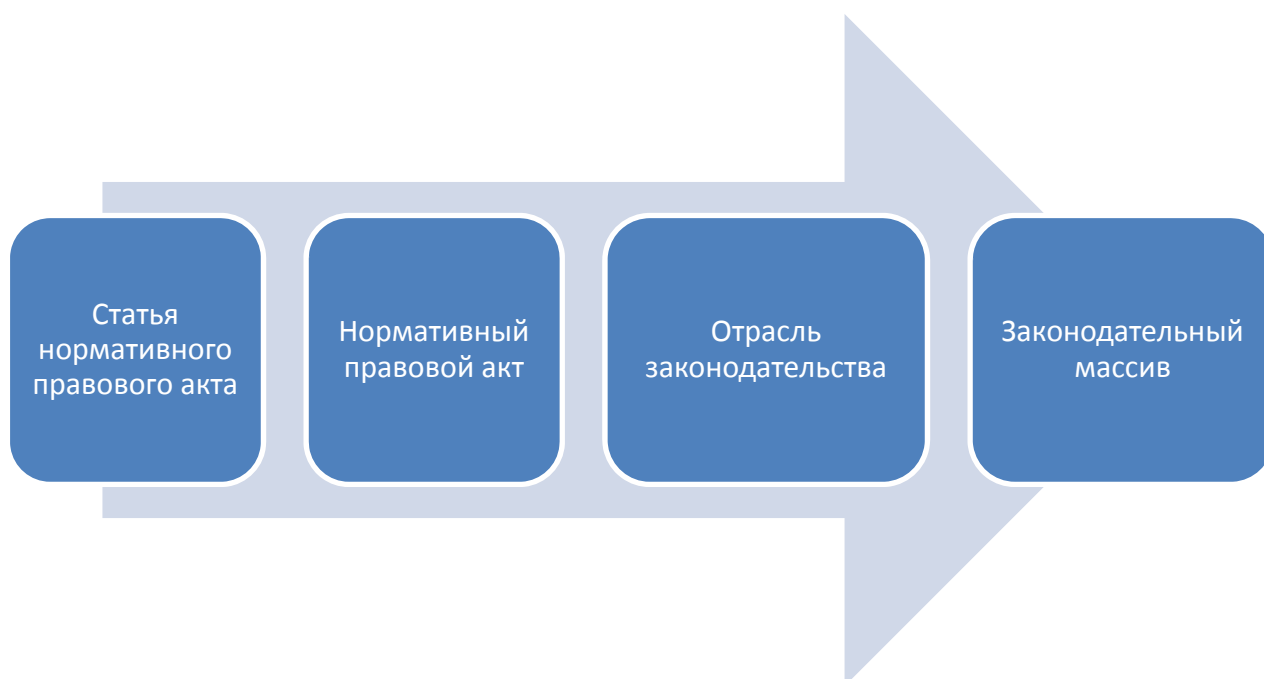 Статья
нормативного
правового акта
Нормативный
правовой акт
Отрасль
законодательства
Законодательный
массив